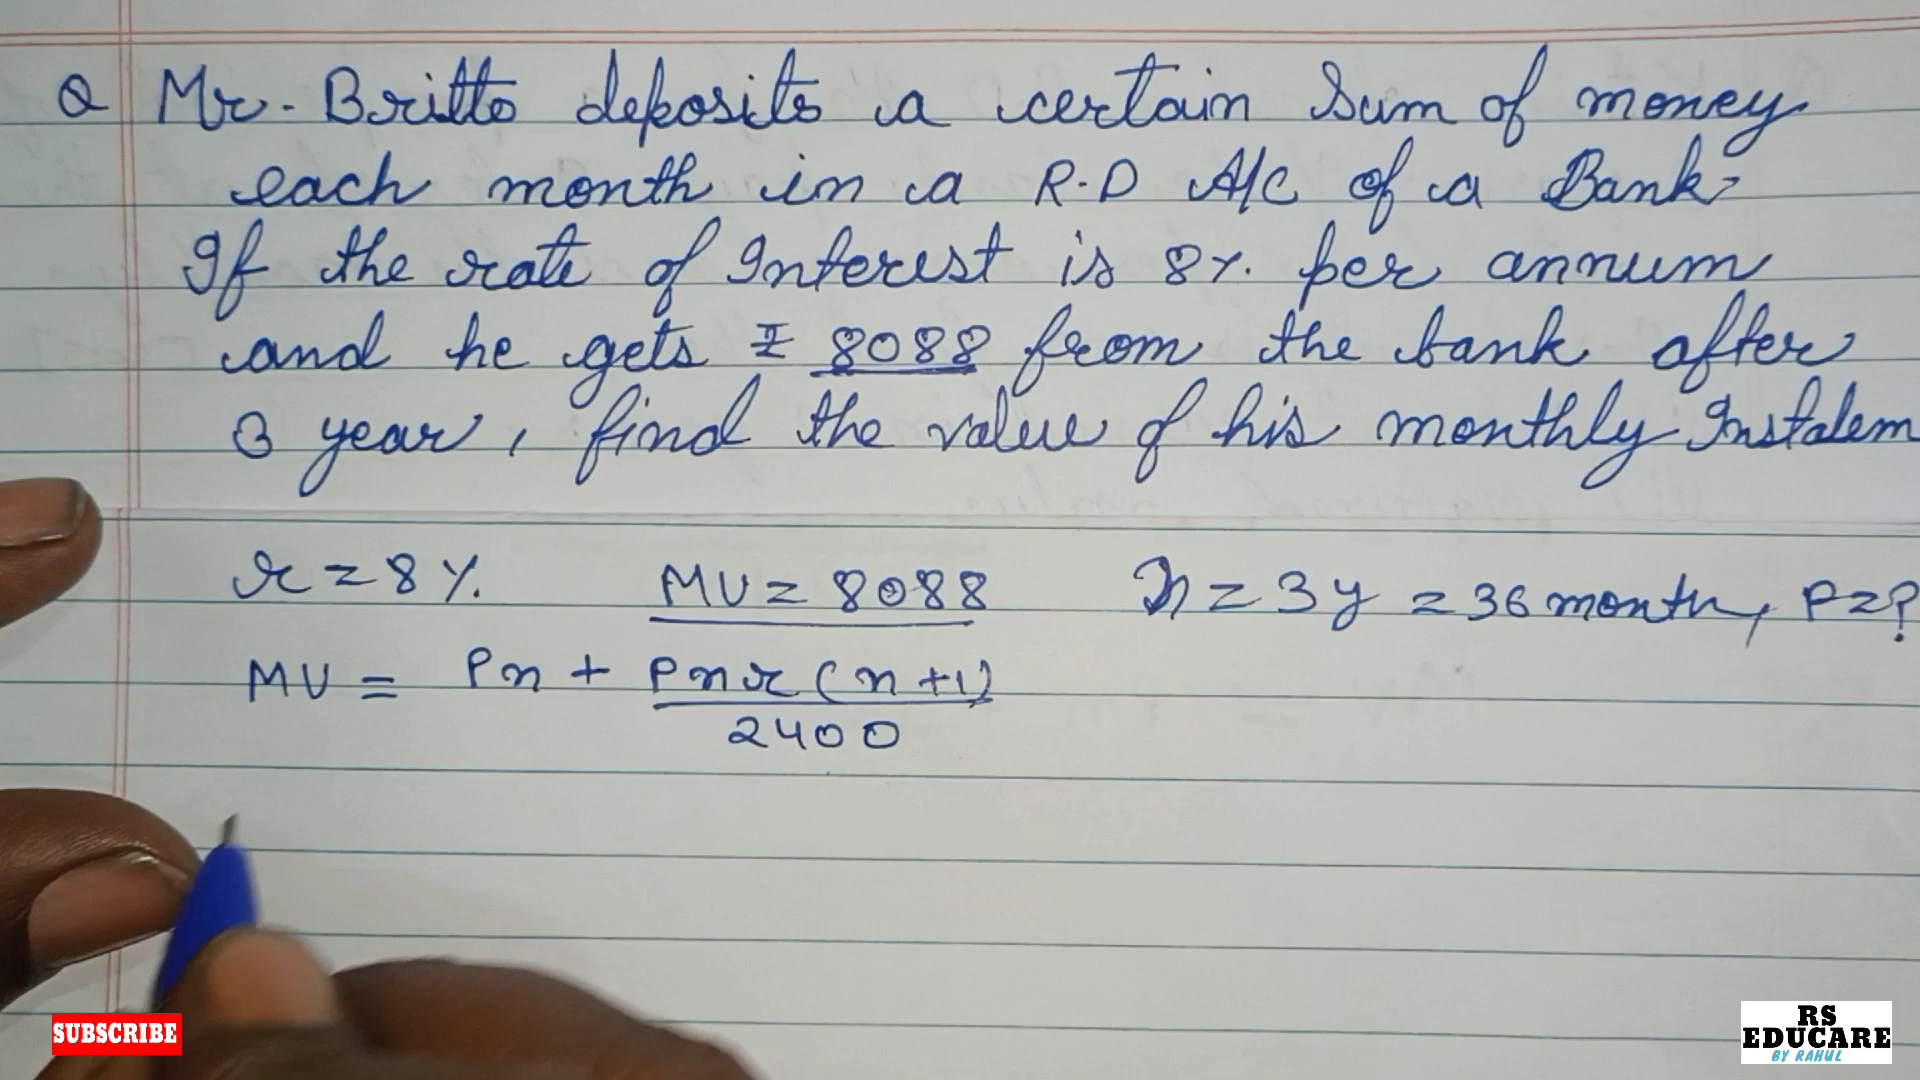 Q Mr. Britto deposits a certain sum of money
each month in a R.D A/C of a Bank.
If the rate of Interest is 8%. per annum
and he gets ₹ 8088 from the bank after
3 year, find the value of his monthly Instalem
r = 8 %. MV = 8088 n = 3y = 36 month, P = ?
MV = Pn + Pnr (n+1)
2400
SUBSCRIBE
RS
EDUCARE
BY RAHUL